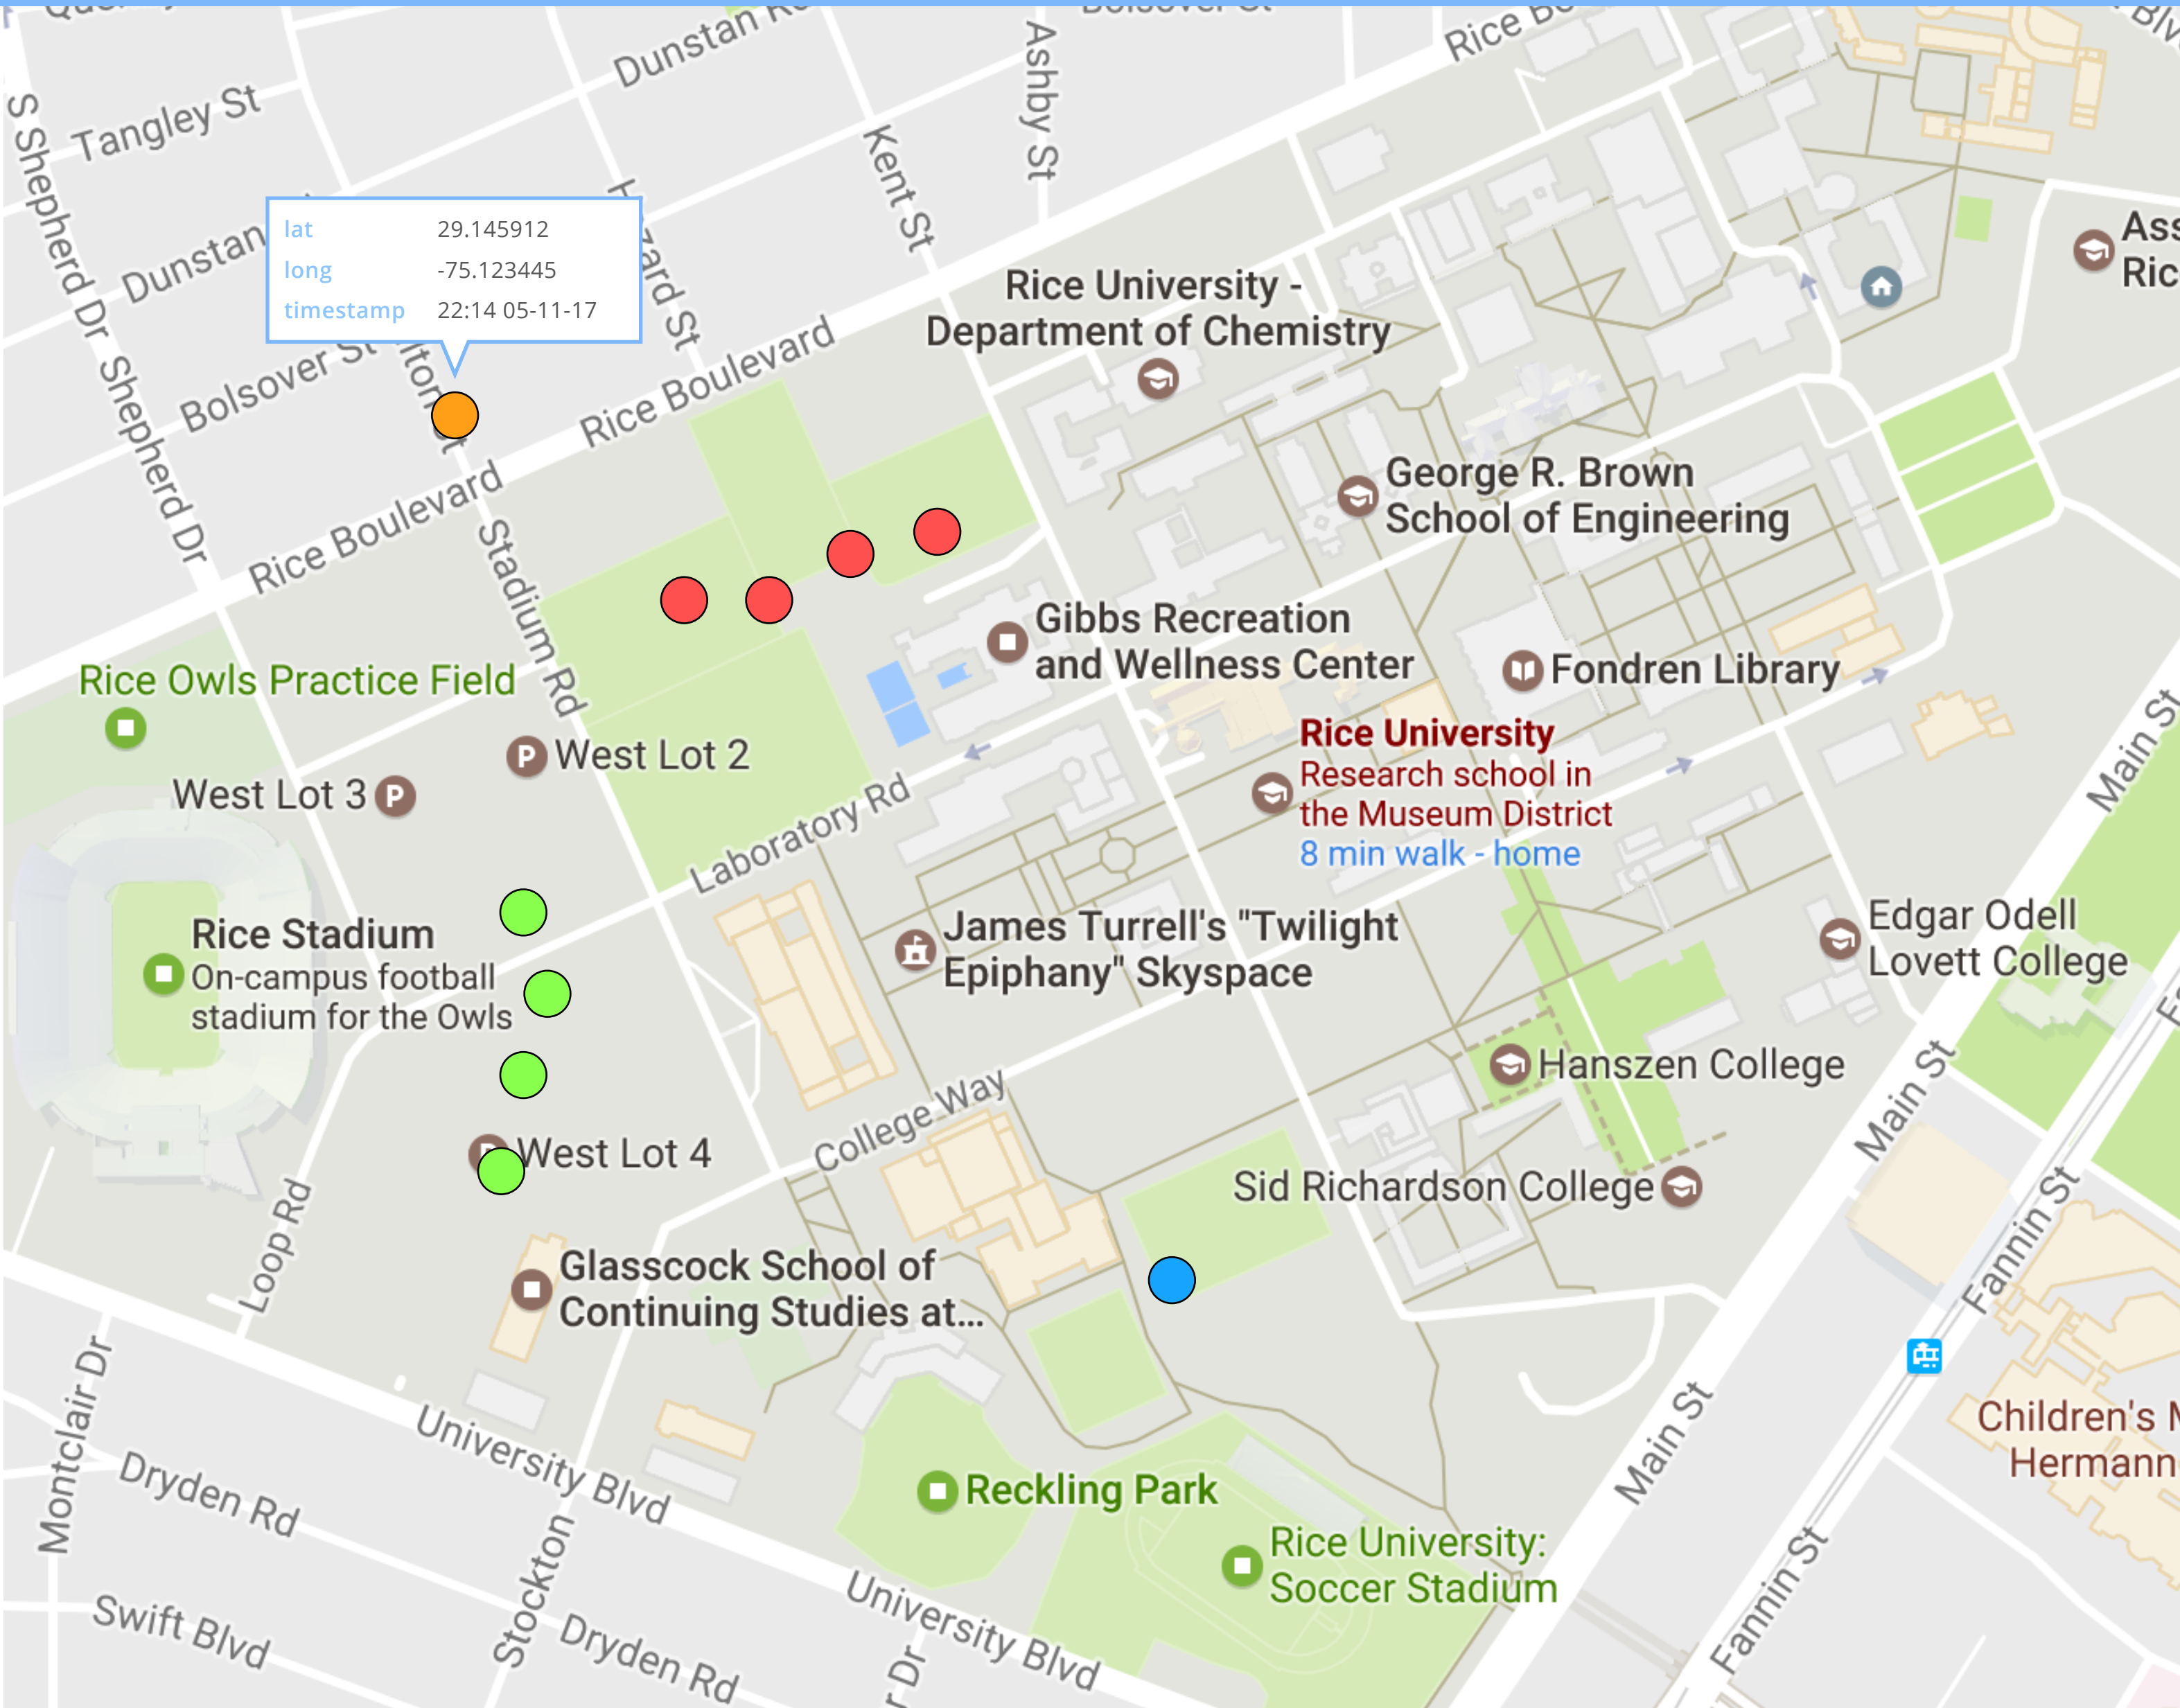 Dunstan
Bolsover St
Rice
Tangley St
Ashby St
S Shepherd Dr
Kent St
lat 29.145912
long -75.123445
timestamp 22:14 05-11-17
Dunstan
Bolsover St
Shepherd Dr
Rice Boulevard
Rice University -
Department of Chemistry
Rice Boulevard
Stadium Rd
George R. Brown
School of Engineering
Gibbs Recreation
and Wellness Center
Fondren Library
Rice Owls Practice Field
West Lot 2
West Lot 3
Rice University
Research school in
the Museum District
8 min walk - home
Main St
Laboratory Rd
Rice Stadium
On-campus football
stadium for the Owls
James Turrell's "Twilight
Epiphany" Skyspace
Edgar Odell
Lovett College
Hanszen College
Main St
College Way
West Lot 4
Sid Richardson College
Fannin St
Loop Rd
Glasscock School of
Continuing Studies at...
Montclair Dr
University Blvd
Main St
Children's
Hermann
Dryden Rd
Reckling Park
Rice University:
Soccer Stadium
Stockton
Fannin St
Swift Blvd
Dryden Rd
University Blvd
Dr